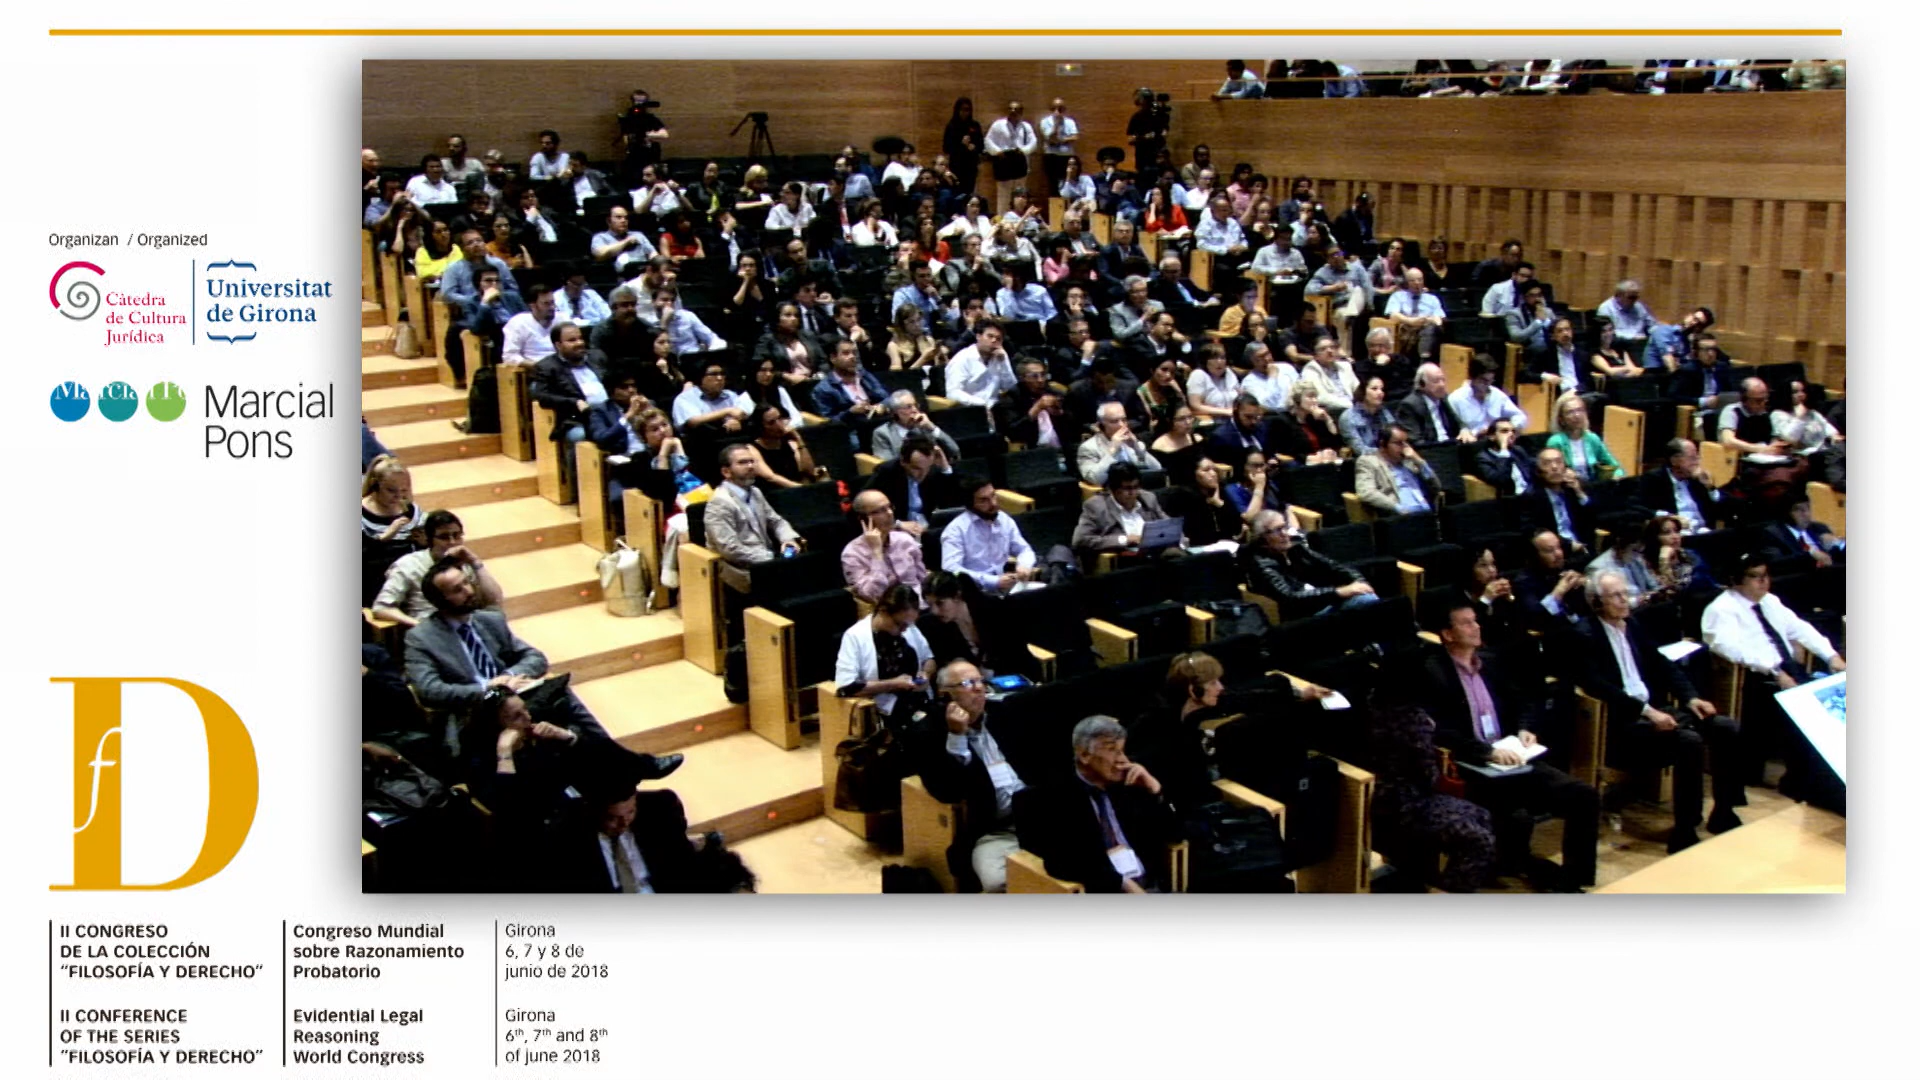 Organizan / Organized
Càtedra
de Cultura
Jurídica
Universitat
de Girona
Marcial
Pons
f
D
II CONGRESO
DE LA COLECCIÓN
"FILOSOFÍA Y DERECHO"
II CONFERENCE
OF THE SERIES
"FILOSOFÍA Y DERECHO"
Congreso Mundial
sobre Razonamiento
Probatorio
Evidential Legal
Reasoning
World Congress
Girona
6, 7 y 8 de
junio de 2018
Girona
6th, 7th and 8th
of june 2018